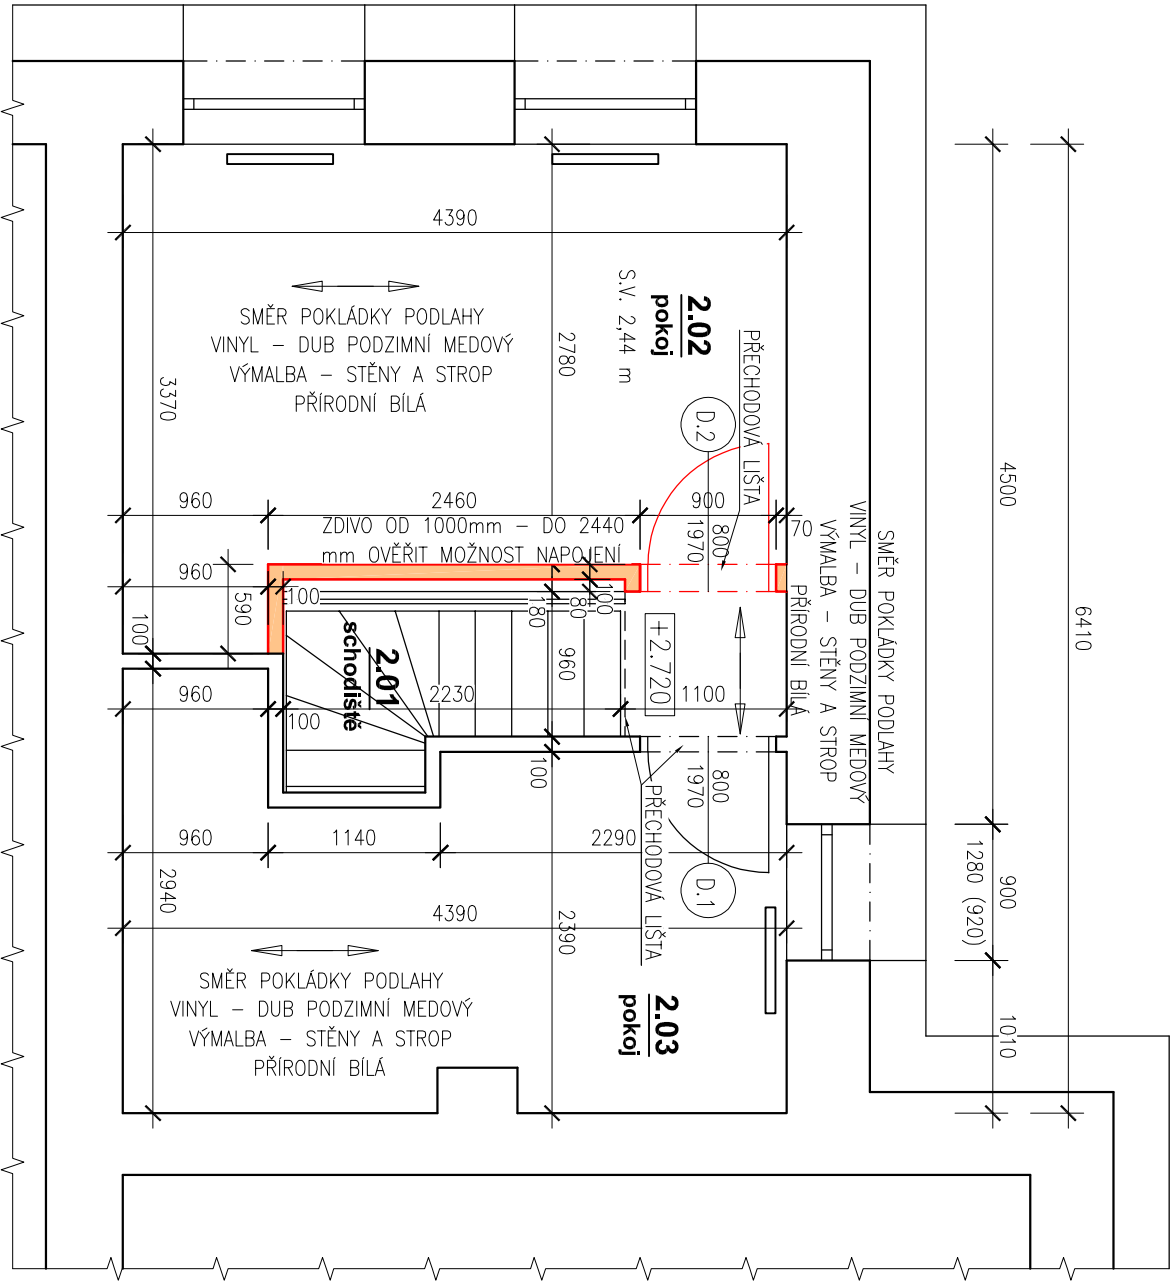 4390
SMĚR POKLÁDKY PODLAHY
VINYL – DUB PODZIMNÍ MEDOVÝ
VÝMALBA – STĚNY A STROP
PŘÍRODNÍ BÍLÁ
3370
2780
2.02
pokoj
S.V. 2,44 m
PŘECHODOVÁ LIŠTA
D.2
4500
6410
960
2460
900
70
800
1970
ZDIVO OD 1000mm – DO 2440
mm OVĚŘIT MOŽNOST NAPOJENÍ
SMĚR POKLÁDKY PODLAHY
VINYL – DUB PODZIMNÍ MEDOVÝ
VÝMALBA – STĚNY A STROP
PŘÍRODNÍ BÍLÁ
960
590
100
100
100
80
180
960
+2.720
2.01
schodiště
960
100
2230
1100
100
800
1970
PŘECHODOVÁ LIŠTA
D.1
960
1140
2290
900
1280 (920)
1010
2940
2390
4390
SMĚR POKLÁDKY PODLAHY
VINYL – DUB PODZIMNÍ MEDOVÝ
VÝMALBA – STĚNY A STROP
PŘÍRODNÍ BÍLÁ
2.03
pokoj